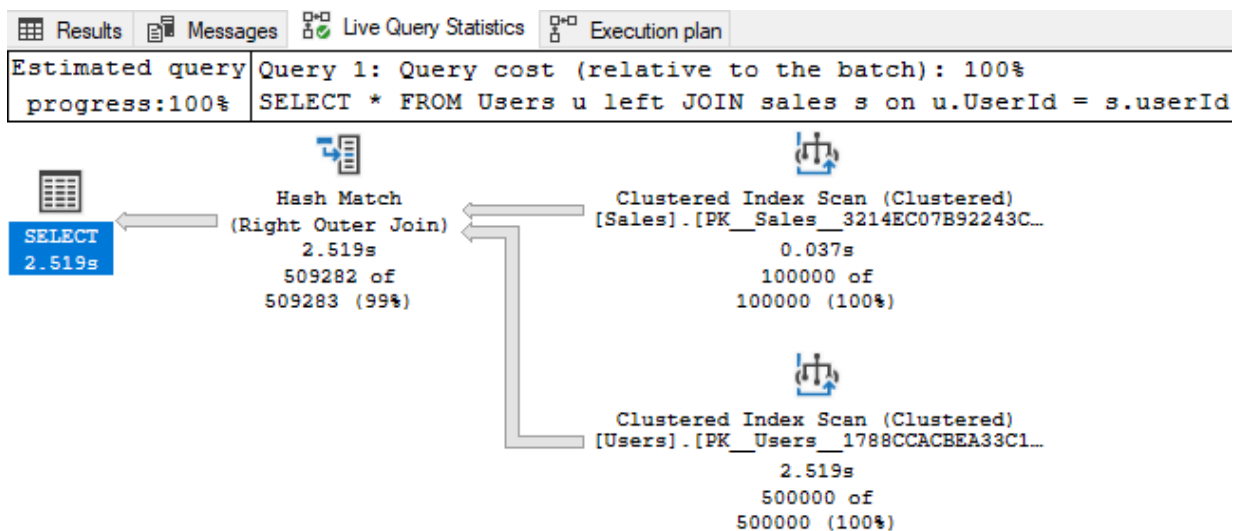 Results Messages Live Query Statistics Execution plan
Estimated query progress:100%
Query 1: Query cost (relative to the batch): 100%
SELECT * FROM Users u left JOIN sales s on u.UserId = s.userId
SELECT
2.519s
Hash Match
(Right Outer Join)
2.519s
509282 of
509283 (99%)
Clustered Index Scan (Clustered)
[Sales].[PK__Sales__3214EC07B92243C…
0.037s
100000 of
100000 (100%)
Clustered Index Scan (Clustered)
[Users].[PK__Users__1788CCACBEA33C1…
2.519s
500000 of
500000 (100%)